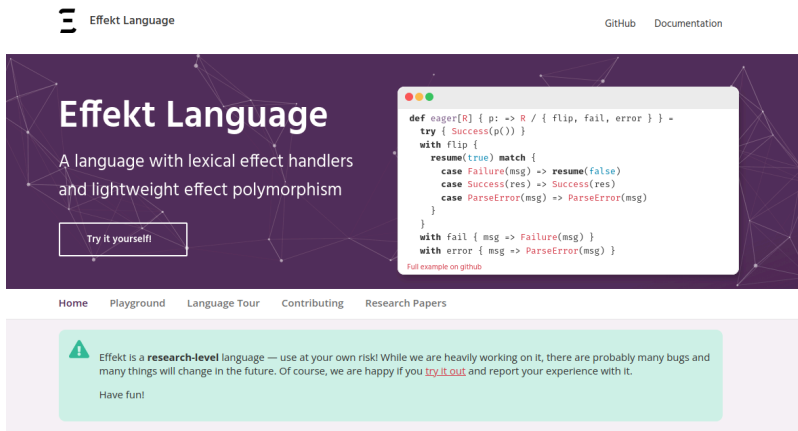 Effekt Language
GitHub Documentation
Effekt Language
A language with lexical effect handlers
and lightweight effect polymorphism
Try it yourself!
def eager[R] { p: => R / { flip, fail, error } } =
  try { Success(p()) }
  with flip {
    resume(true) match {
      case Failure(msg) => resume(false)
      case Success(res) => Success(res)
      case ParseError(msg) => ParseError(msg)
    }
  }
  with fail { msg => Failure(msg) }
  with error { msg => ParseError(msg) }
Full example on github
Home Playground Language Tour Contributing Research Papers
Effekt is a research-level language — use at your own risk! While we are heavily working on it, there are probably many bugs and
many things will change in the future. Of course, we are happy if you try it out and report your experience with it.
Have fun!